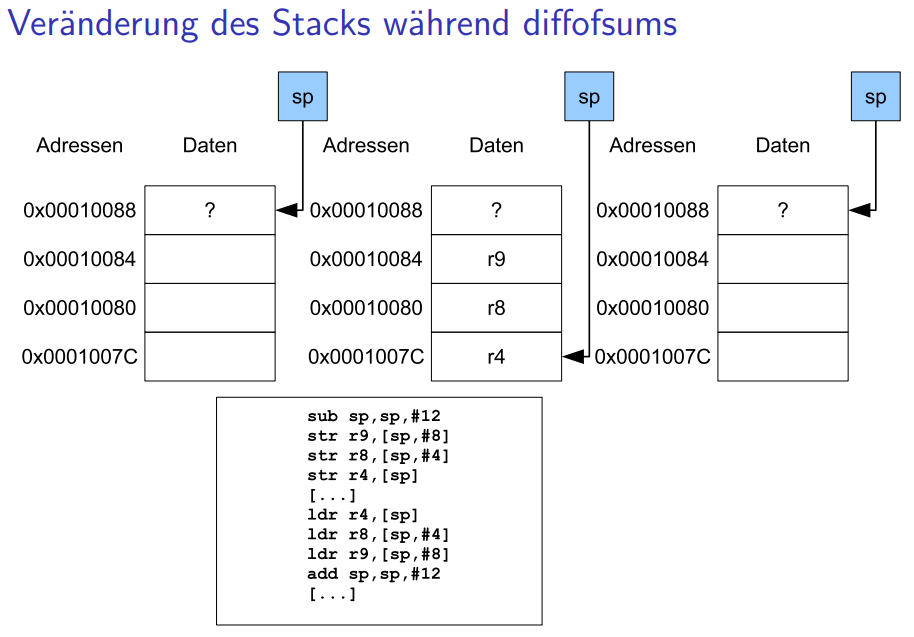 Veränderung des Stacks während diffofsums
sp sp sp
Adressen Daten Adressen Daten Adressen Daten
0x00010088 ? 0x00010088 ? 0x00010088 ?
0x00010084 0x00010084 r9 0x00010084
0x00010080 0x00010080 r8 0x00010080
0x0001007C 0x0001007C r4 0x0001007C
sub sp,sp,#12
str r9,[sp,#8]
str r8,[sp,#4]
str r4,[sp]
[...]
ldr r4,[sp]
ldr r8,[sp,#4]
ldr r9,[sp,#8]
add sp,sp,#12
[...]